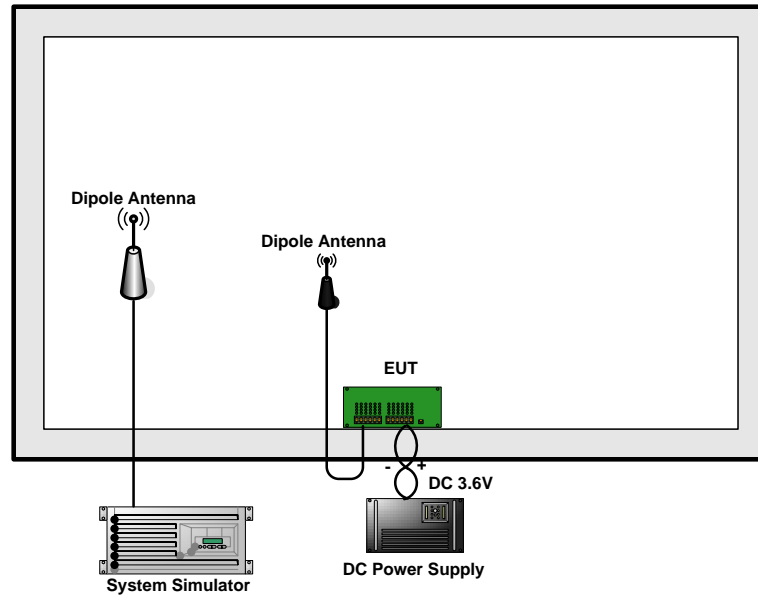 Dipole Antenna
Dipole Antenna
EUT
- +
DC 3.6V
System Simulator
DC Power Supply